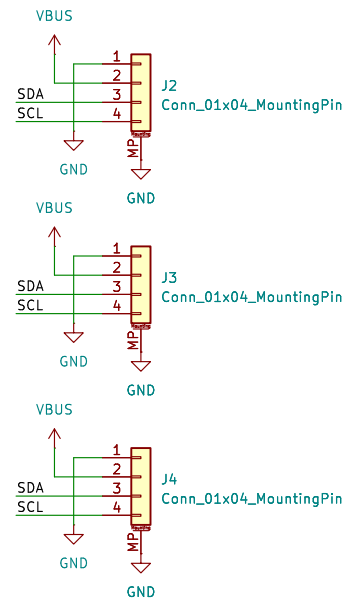 VBUS
1
2
SDA
3
SCL
4
J2
Conn_01x04_MountingPin
MP
GND
GND
VBUS
1
2
SDA
3
SCL
4
J3
Conn_01x04_MountingPin
MP
GND
GND
VBUS
1
2
SDA
3
SCL
4
J4
Conn_01x04_MountingPin
MP
GND
GND